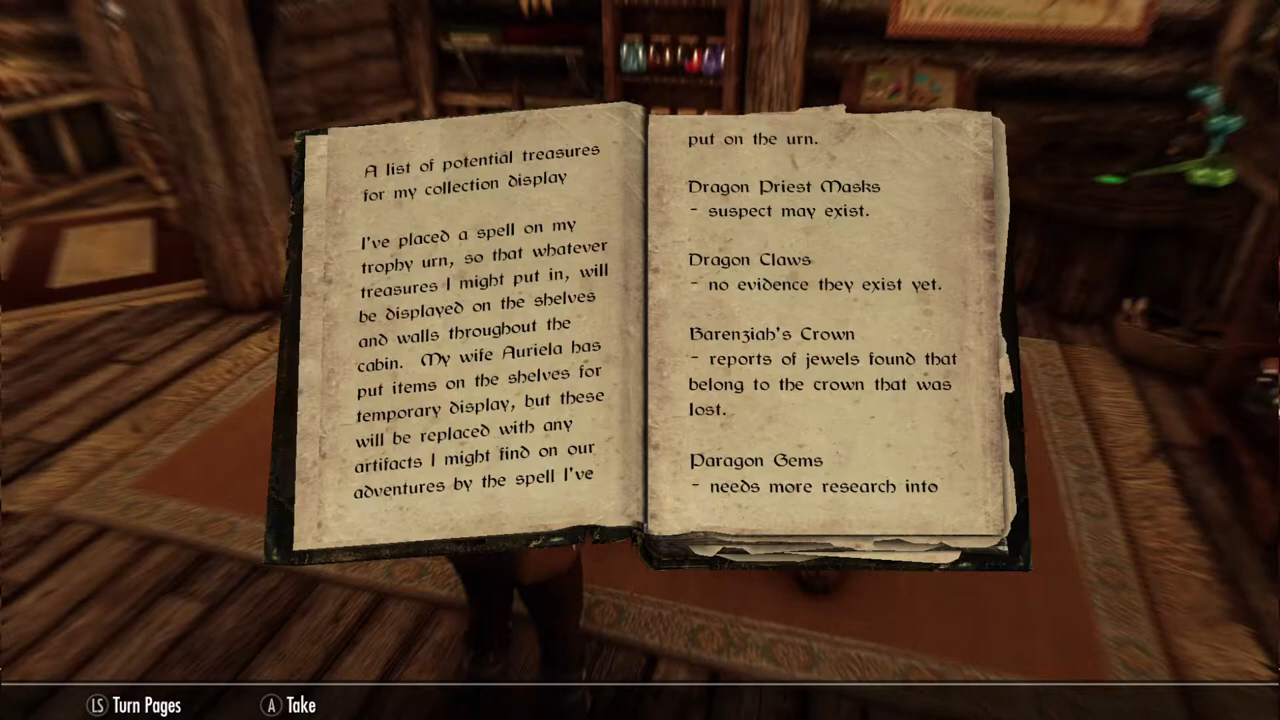 A list of potential treasures
for my collection display
I've placed a spell on my
trophy urn, so that whatever
treasures I might put in, will
be displayed on the shelves
and walls throughout the
cabin. My wife Auriela has
put items on the shelves for
temporary display, but these
will be replaced with any
artifacts I might find on our
adventures by the spell I've
put on the urn.
Dragon Priest Masks
- suspect may exist.
Dragon Claws
- no evidence they exist yet.
Barenziah's Crown
- reports of jewels found that
belong to the crown that was
lost.
Paragon Gems
- needs more research into
LS Turn Pages
A Take